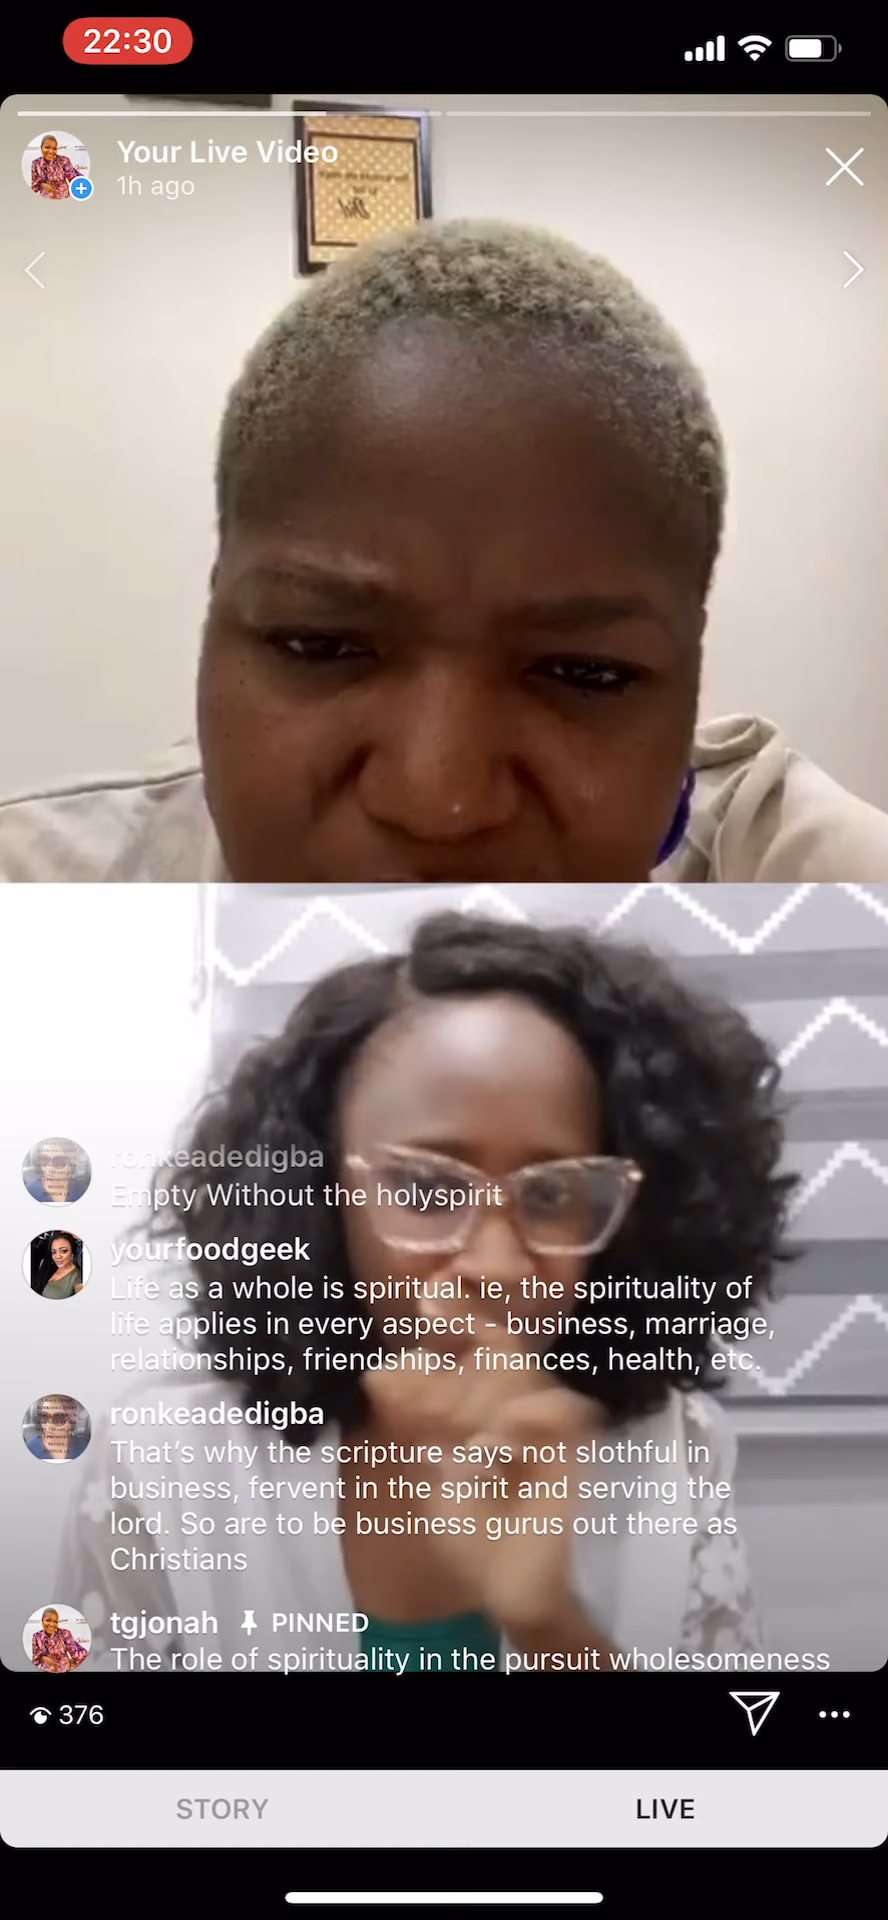 22:30
Your Live Video
1h ago
ronkeadedigba
Empty Without the holyspirit
yourfoodgeek
Life as a whole is spiritual. ie, the spirituality of
life applies in every aspect - business, marriage,
relationships, friendships, finances, health, etc.
ronkeadedigba
That's why the scripture says not slothful in
business, fervent in the spirit and serving the
lord. So are to be business gurus out there as
Christians
tgjonah PINNED
The role of spirituality in the pursuit wholesomeness
376
STORY
LIVE